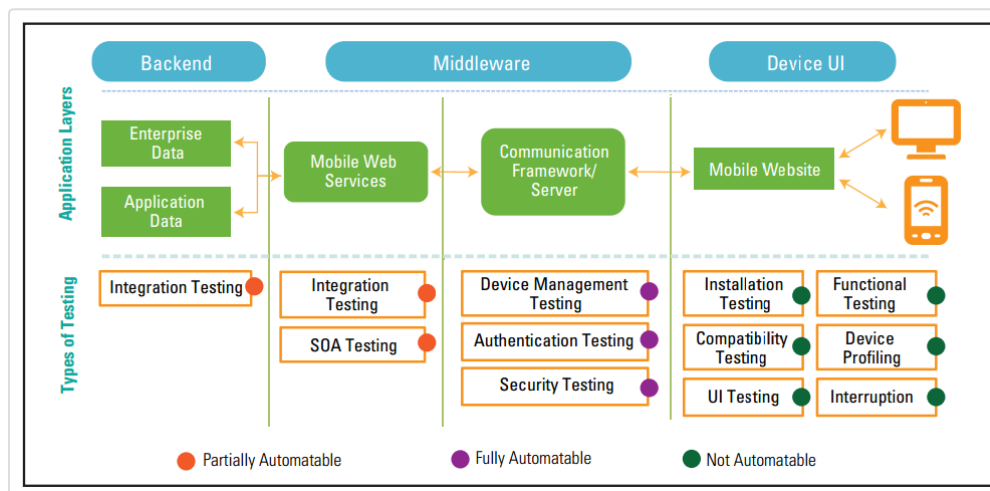 Backend
Middleware
Device UI
Application Layers
Enterprise
Data
Application
Data
Mobile Web
Services
Communication
Framework/
Server
Mobile Website
Types of Testing
Integration Testing
Integration
Testing
SOA Testing
Device Management
Testing
Authentication Testing
Security Testing
Installation
Testing
Functional
Testing
Compatibility
Testing
Device
Profiling
UI Testing
Interruption
Partially Automatable
Fully Automatable
Not Automatable